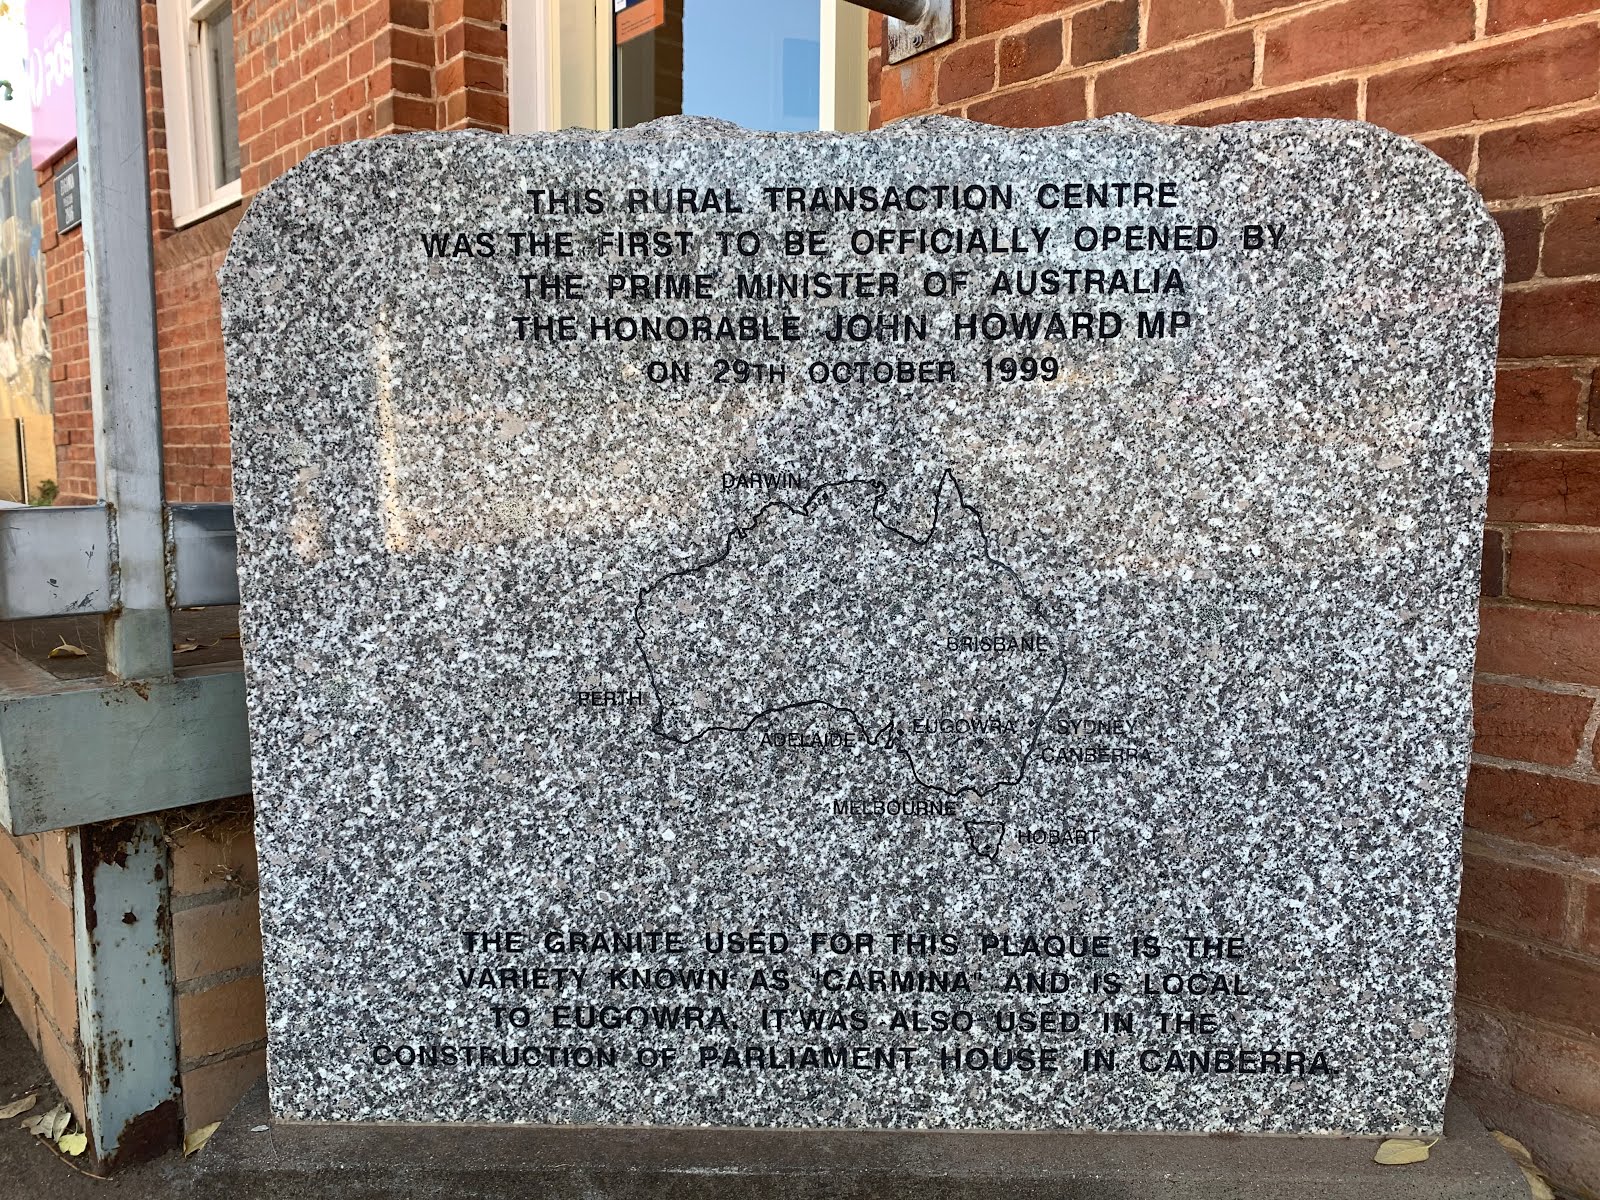 THIS RURAL TRANSACTION CENTRE
WAS THE FIRST TO BE OFFICIALLY OPENED BY
THE PRIME MINISTER OF AUSTRALIA
THE HONORABLE JOHN HOWARD MP
ON 29TH OCTOBER 1999
DARWIN
BRISBANE
PERTH
ADELAIDE
EUGOWRA
SYDNEY
CANBERRA
MELBOURNE
HOBART
THE GRANITE USED FOR THIS PLAQUE IS THE
VARIETY KNOWN AS "CARMINA" AND IS LOCAL
TO EUGOWRA. IT WAS ALSO USED IN THE
CONSTRUCTION OF PARLIAMENT HOUSE IN CANBERRA.